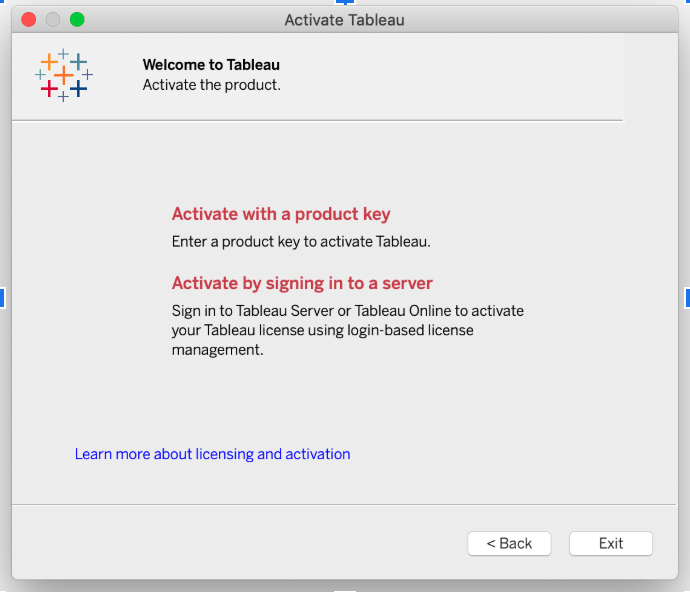 Activate Tableau
Welcome to Tableau
Activate the product.
Activate with a product key
Enter a product key to activate Tableau.
Activate by signing in to a server
Sign in to Tableau Server or Tableau Online to activate
your Tableau license using login-based license
management.
Learn more about licensing and activation
< Back Exit